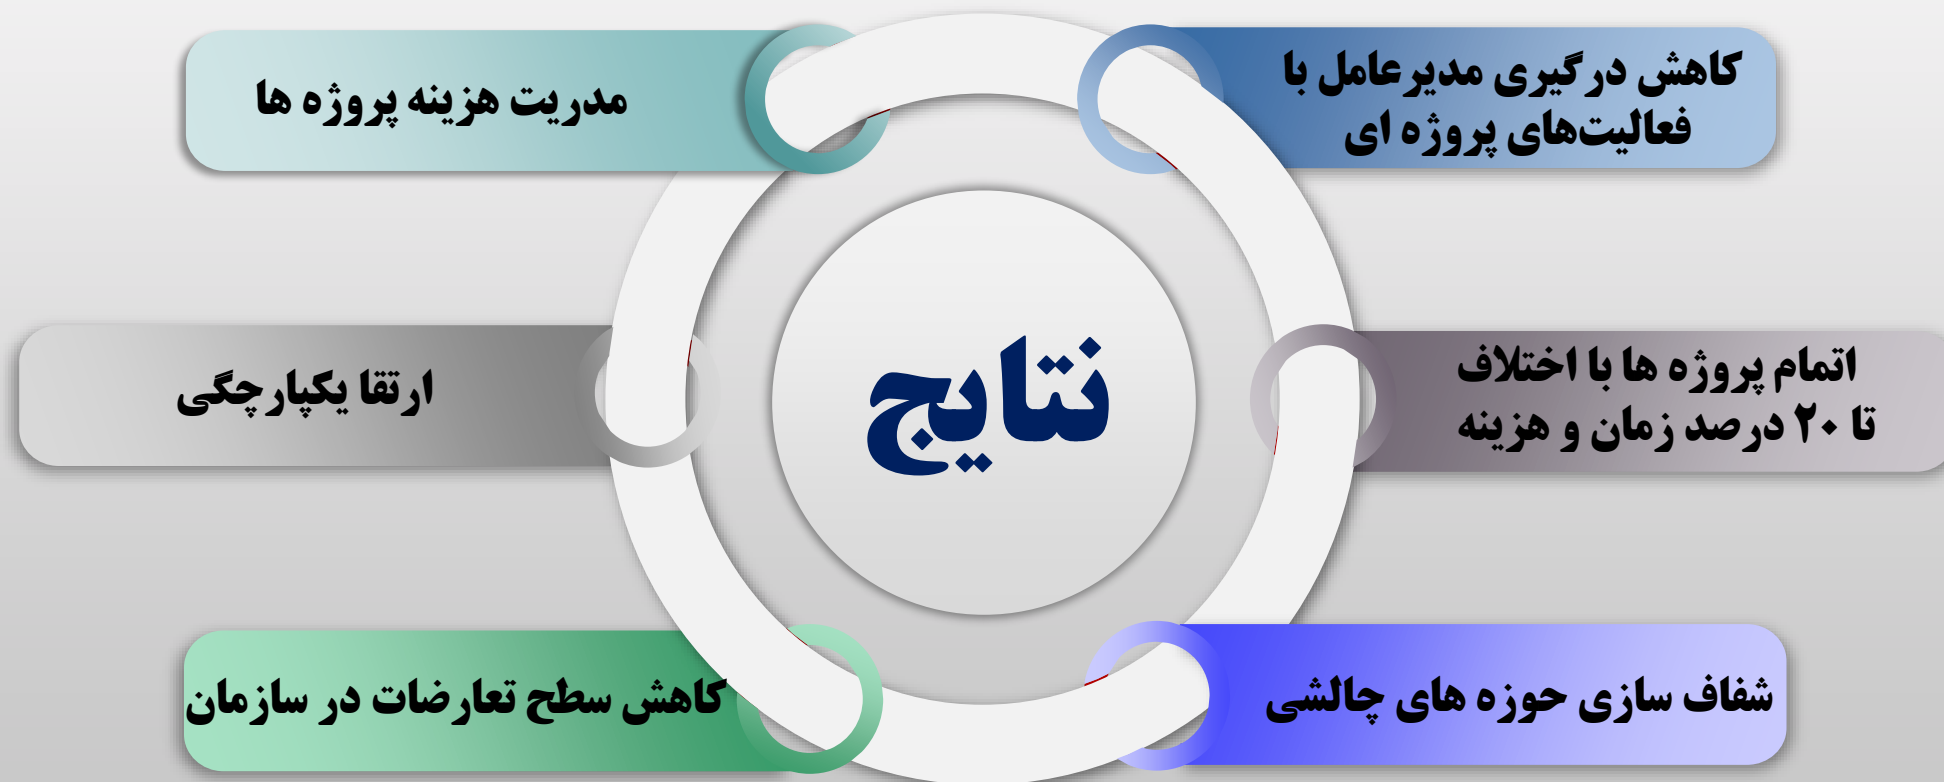 نتایج
کاهش درگیری مدیرعامل با
فعالیت‌های پروژه ای
اتمام پروژه ها با اختلاف
تا ۲۰ درصد زمان و هزینه
شفاف سازی حوزه های چالشی
مدریت هزینه پروژه ها
ارتقا یکپارچگی
کاهش سطح تعارضات در سازمان